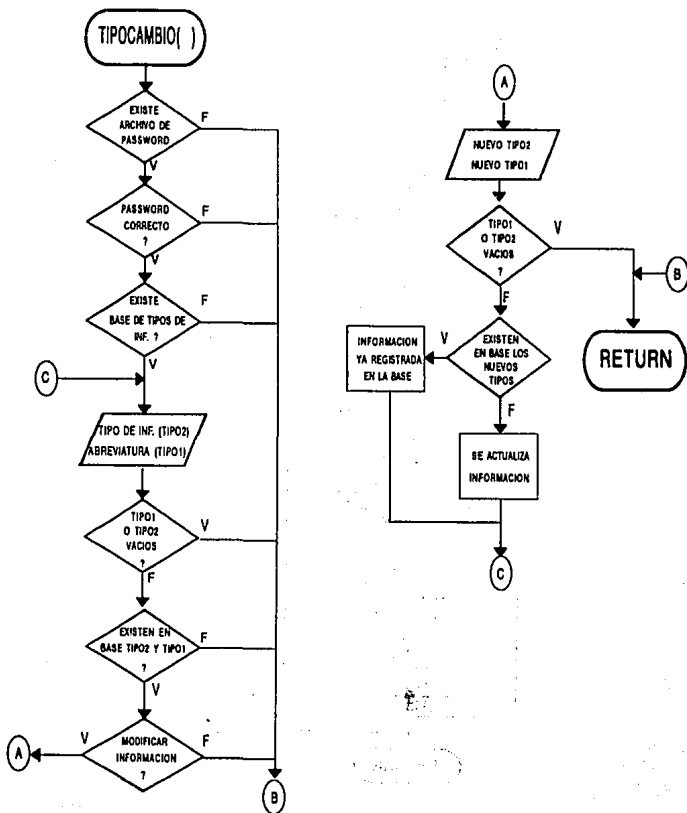 TIPOCAMBIO( )
EXISTE
ARCHIVO DE
PASSWORD
F
V
PASSWORD
CORRECTO
?
F
V
EXISTE
BASE DE TIPOS DE
INF. ?
F
V
C
TIPO DE INF. (TIPO2)
ABREVIATURA (TIPO1)
TIPO1
O TIPO2
VACIOS
?
V
F
EXISTEN EN
BASE TIPO2 Y TIPO1
?
F
V
MODIFICAR
INFORMACION
?
V
F
A
B
A
NUEVO TIPO2
NUEVO TIPO1
TIPO1
O TIPO2
VACIOS
?
V
F
B
RETURN
EXISTEN
EN BASE LOS
NUEVOS
TIPOS
V
F
INFORMACION
YA REGISTRADA
EN LA BASE
SE ACTUALIZA
INFORMACION
C